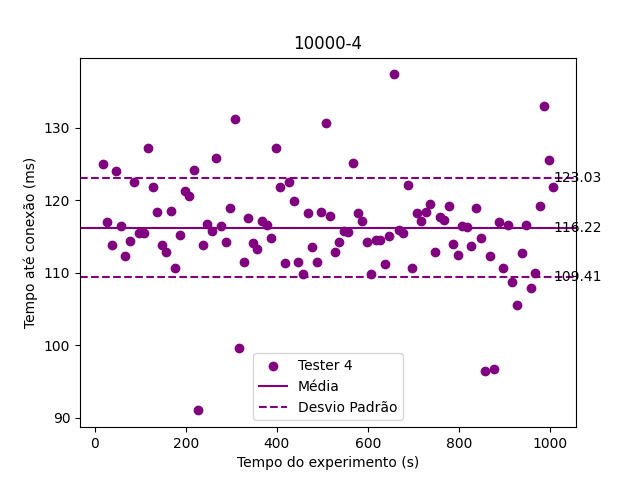 10000-4
Tempo até conexão (ms)
130
120
110
100
90
123.03
116.22
109.41
Tester 4
Média
Desvio Padrão
0 200 400 600 800 1000
Tempo do experimento (s)